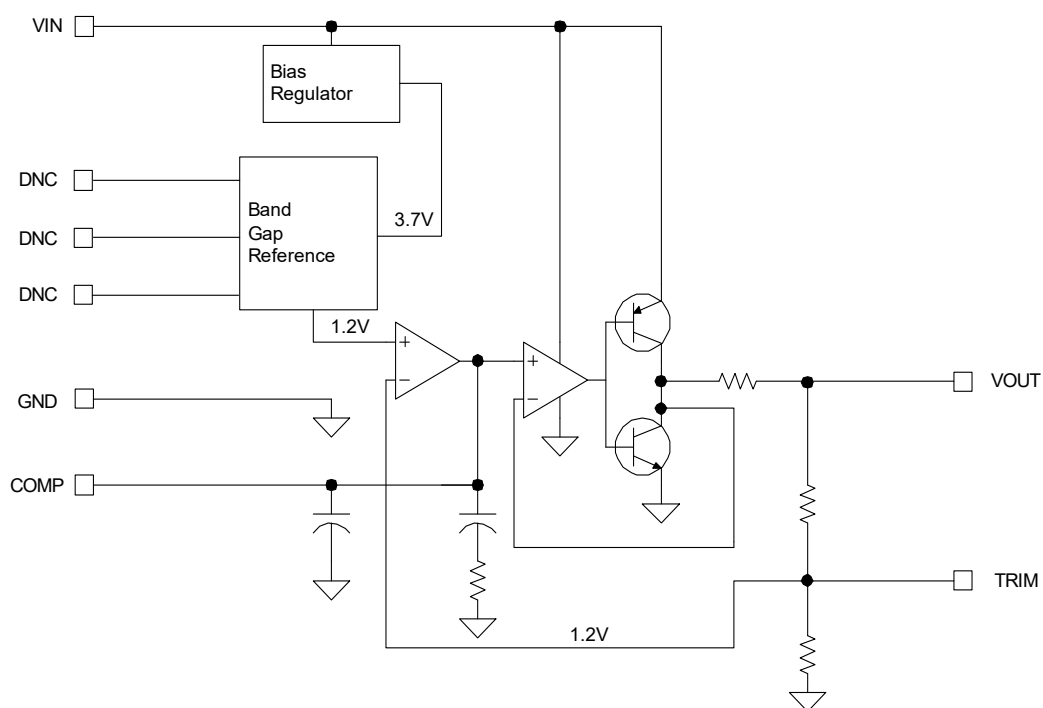 VIN
Bias
Regulator
DNC
Band
Gap
Reference
3.7V
DNC
DNC
1.2V
+
−
+
−
GND
VOUT
COMP
TRIM
1.2V